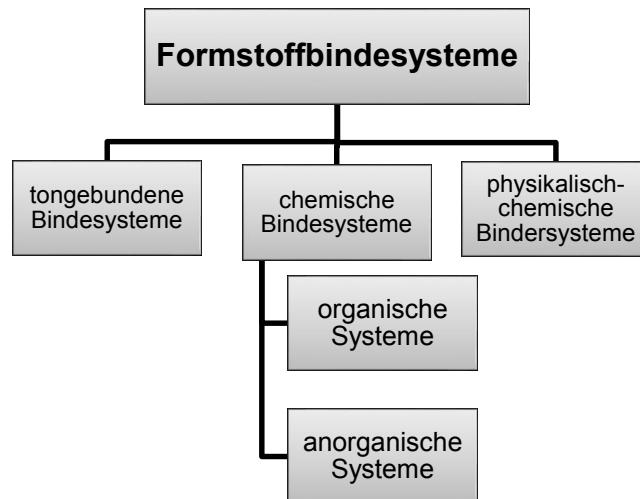 Formstoffbindesysteme
tongebundene
Bindesysteme
chemische
Bindesysteme
physikalisch-
chemische
Bindersysteme
organische
Systeme
anorganische
Systeme